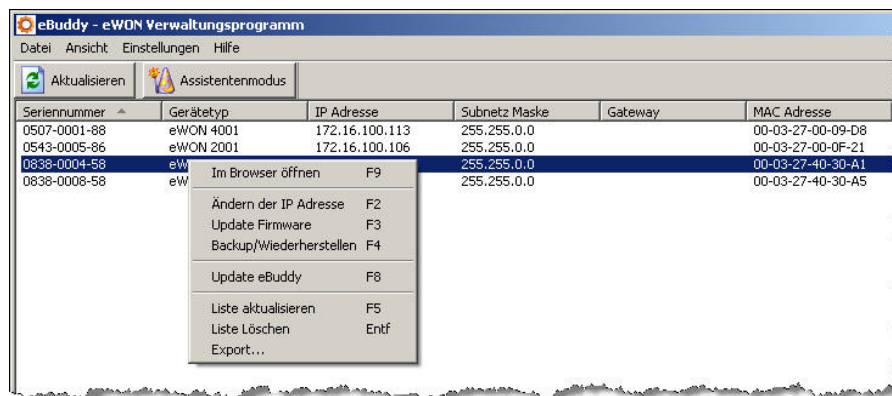 eBuddy - eWON Verwaltungsprogramm
Datei Ansicht Einstellungen Hilfe
Aktualisieren Assistentenmodus
Seriennummer Gerätetyp IP Adresse Subnetz Maske Gateway MAC Adresse
0507-0001-88 eWON 4001 172.16.100.113 255.255.0.0 00-03-27-00-09-D8
0543-0005-86 eWON 2001 172.16.100.106 255.255.0.0 00-03-27-00-0F-21
0838-0004-58 eW 255.255.0.0 00-03-27-40-30-A1
0838-0008-58 eW 255.255.0.0 00-03-27-40-30-A5
Im Browser öffnen F9
Ändern der IP Adresse F2
Update Firmware F3
Backup/Wiederherstellen F4
Update eBuddy F8
Liste aktualisieren F5
Liste Löschen Entf
Export...